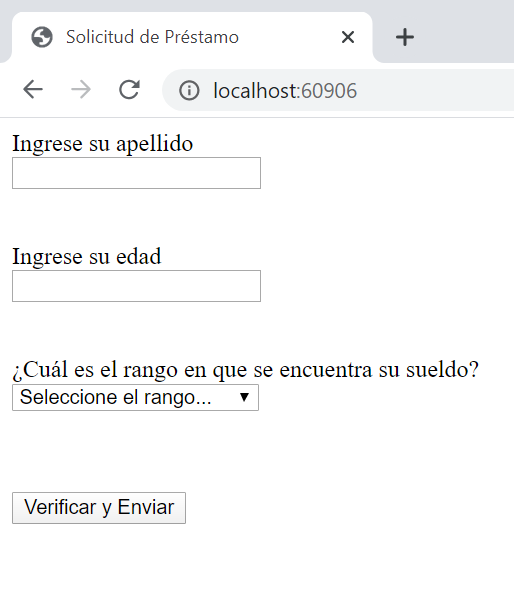 Solicitud de Préstamo
localhost:60906
Ingrese su apellido
Ingrese su edad
¿Cuál es el rango en que se encuentra su sueldo?
Seleccione el rango...
Verificar y Enviar